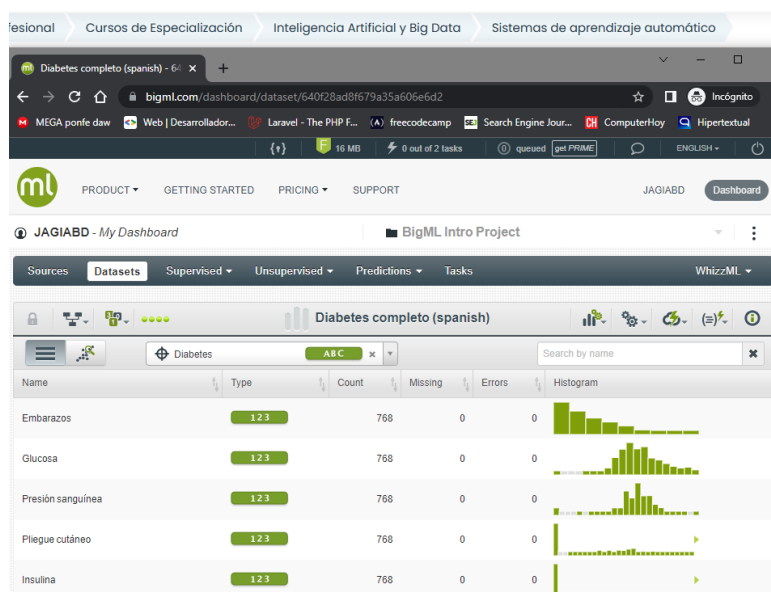 fesional Cursos de Especialización Inteligencia Artificial y Big Data Sistemas de aprendizaje automático
Diabetes completo (spanish) - 64
bigml.com/dashboard/dataset/640f28ad8f679a35a606e6d2 Incógnito
MEGA ponfe daw Web | Desarrollador... Laravel - The PHP F... (A) freecodecamp SEJ Search Engine Jour... CH ComputerHoy Hipertextual
F 16 MB 0 out of 2 tasks 0 queued get PRIME ENGLISH
ml PRODUCT GETTING STARTED PRICING SUPPORT JAGIABD Dashboard
JAGIABD - My Dashboard BigML Intro Project
Sources Datasets Supervised Unsupervised Predictions Tasks WhizzML
Diabetes completo (spanish)
Diabetes ABC Search by name
Name Type Count Missing Errors Histogram
Embarazos 123 768 0 0
Glucosa 123 768 0 0
Presión sanguínea 123 768 0 0
Pliegue cutáneo 123 768 0 0
Insulina 123 768 0 0